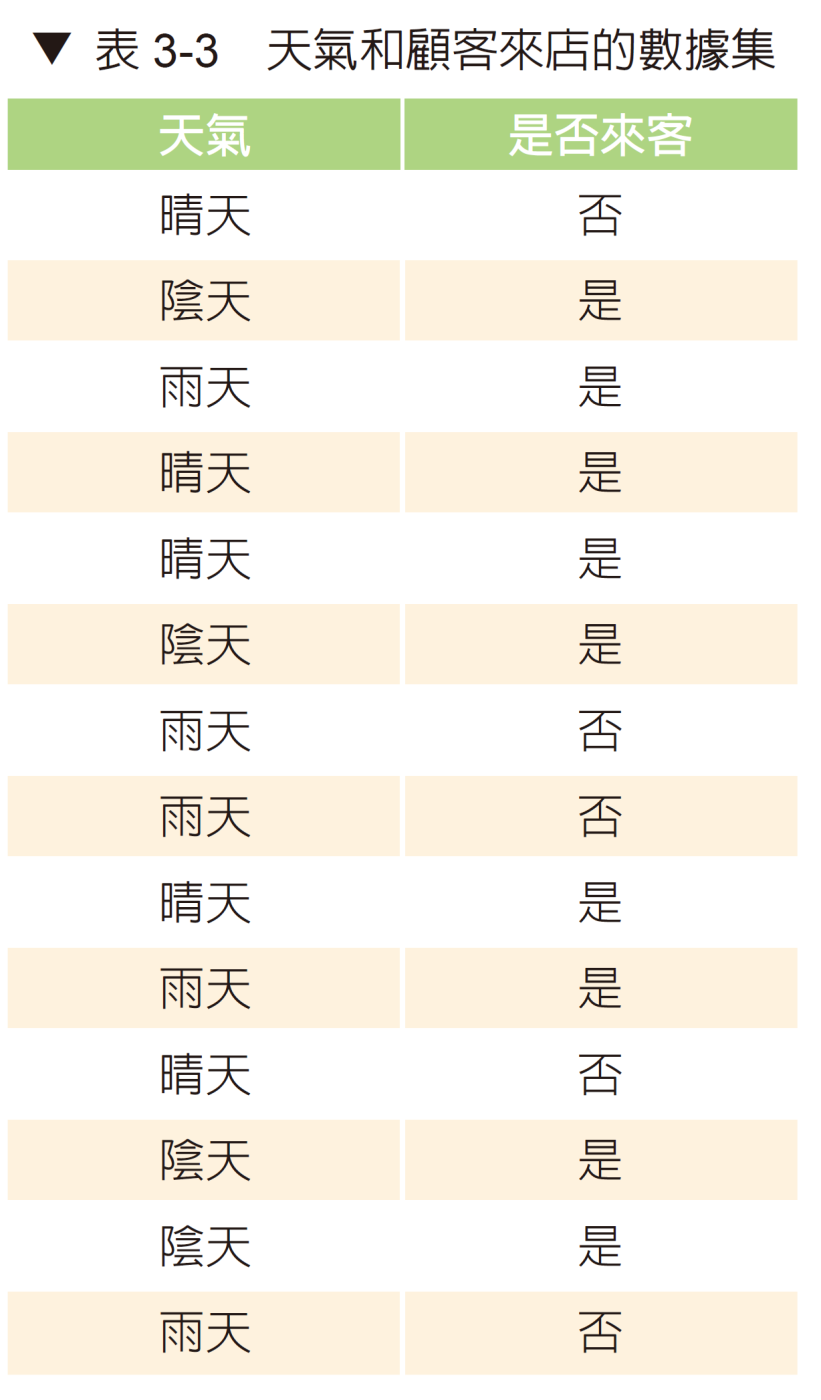 ▼ 表 3-3 天氣和顧客來店的數據集
天氣 是否來客
晴天 否
陰天 是
雨天 是
晴天 是
晴天 是
陰天 是
雨天 否
雨天 否
晴天 是
雨天 是
晴天 否
陰天 是
陰天 是
雨天 否